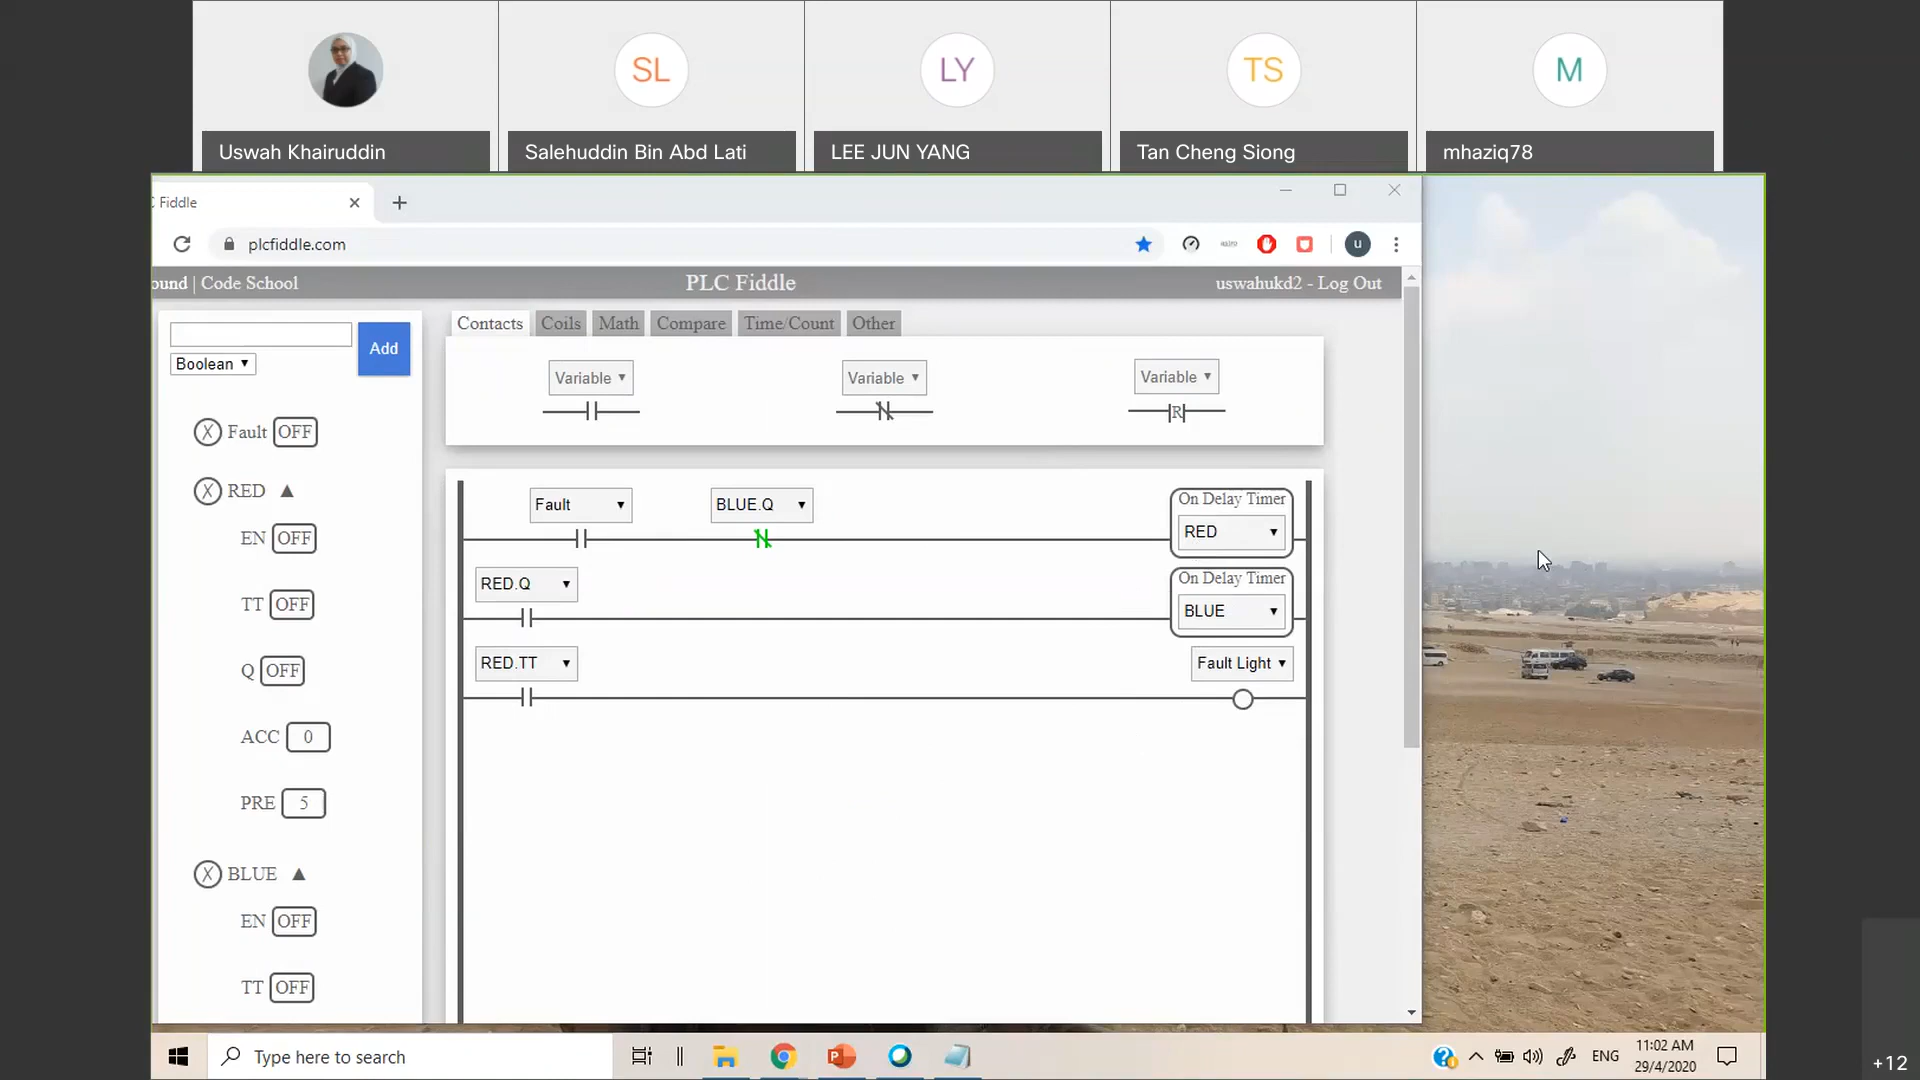 SL
LY
TS
M
Uswah Khairuddin
Salehuddin Bin Abd Lati
LEE JUN YANG
Tan Cheng Siong
mhaziq78
C Fiddle
plcfiddle.com
u
ound | Code School
PLC Fiddle
uswahukd2 - Log Out
Contacts
Coils
Math
Compare
Time/Count
Other
Add
Boolean
Variable
Variable
Variable
R
X Fault OFF
X RED
EN OFF
TT OFF
Q OFF
ACC 0
PRE 5
X BLUE
EN OFF
TT OFF
Fault
BLUE.Q
On Delay Timer
RED
RED.Q
On Delay Timer
BLUE
RED.TT
Fault Light
Type here to search
ENG
11:02 AM
29/4/2020
+12